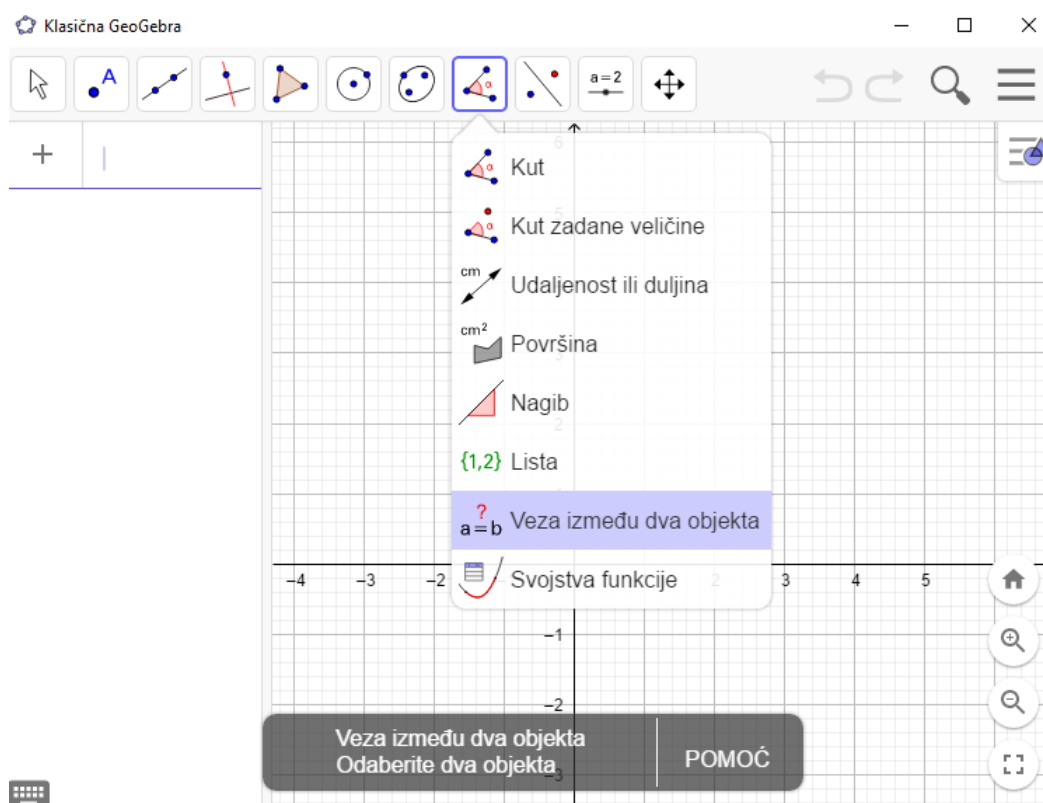 Klasična GeoGebra
A
α
a=2
6
α Kut
5
α Kut zadane veličine
cm Udaljenost ili duljina
cm² Površina
3
Nagib
2
{1,2} Lista
? a=b Veza između dva objekta
Svojstva funkcije
–4 –3 –2 2 3 4 5
–1
–2
Veza između dva objekta
Odaberite dva objekta
POMOĆ
–3